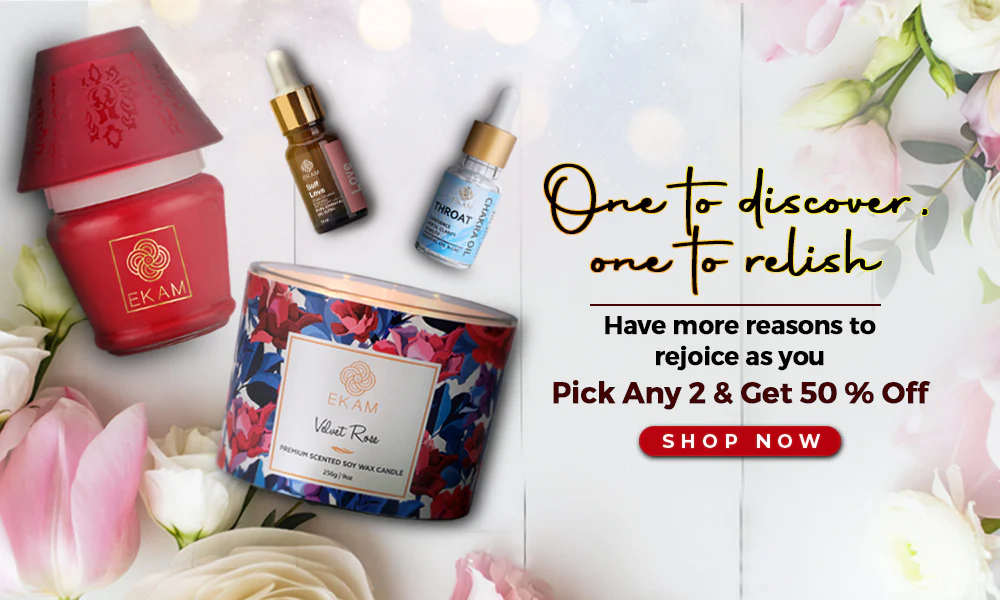 EKAM
EKAM
Self
Love
Love
THROAT
CHAKRA OIL
EKAM
Velvet Rose
PREMIUM SCENTED SOY WAX CANDLE
256g | 9oz
One to discover,
one to relish
Have more reasons to
rejoice as you
Pick Any 2 & Get 50 % Off
SHOP NOW